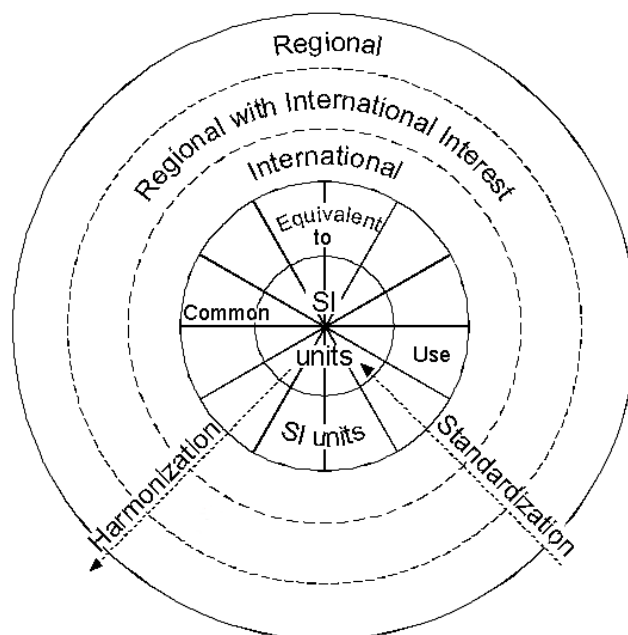 Regional
Regional with International Interest
International
Equivalent
to
SI
Common
units
Use
SI units
Harmonization
Standardization